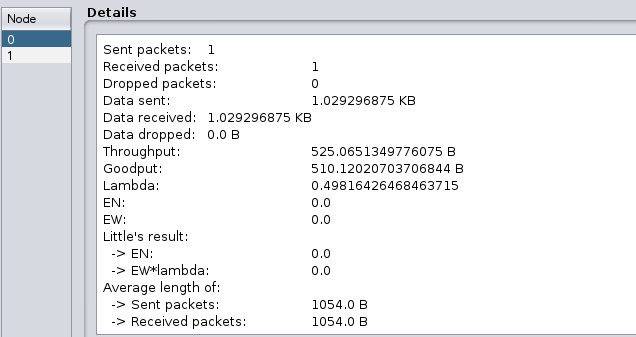 Node
0
1
Details
Sent packets: 1
Received packets: 1
Dropped packets: 0
Data sent: 1.029296875 KB
Data received: 1.029296875 KB
Data dropped: 0.0 B
Throughput: 525.0651349776075 B
Goodput: 510.12020703706844 B
Lambda: 0.49816426468463715
EN: 0.0
EW: 0.0
Little's result:
-> EN: 0.0
-> EW*lambda: 0.0
Average length of:
-> Sent packets: 1054.0 B
-> Received packets: 1054.0 B